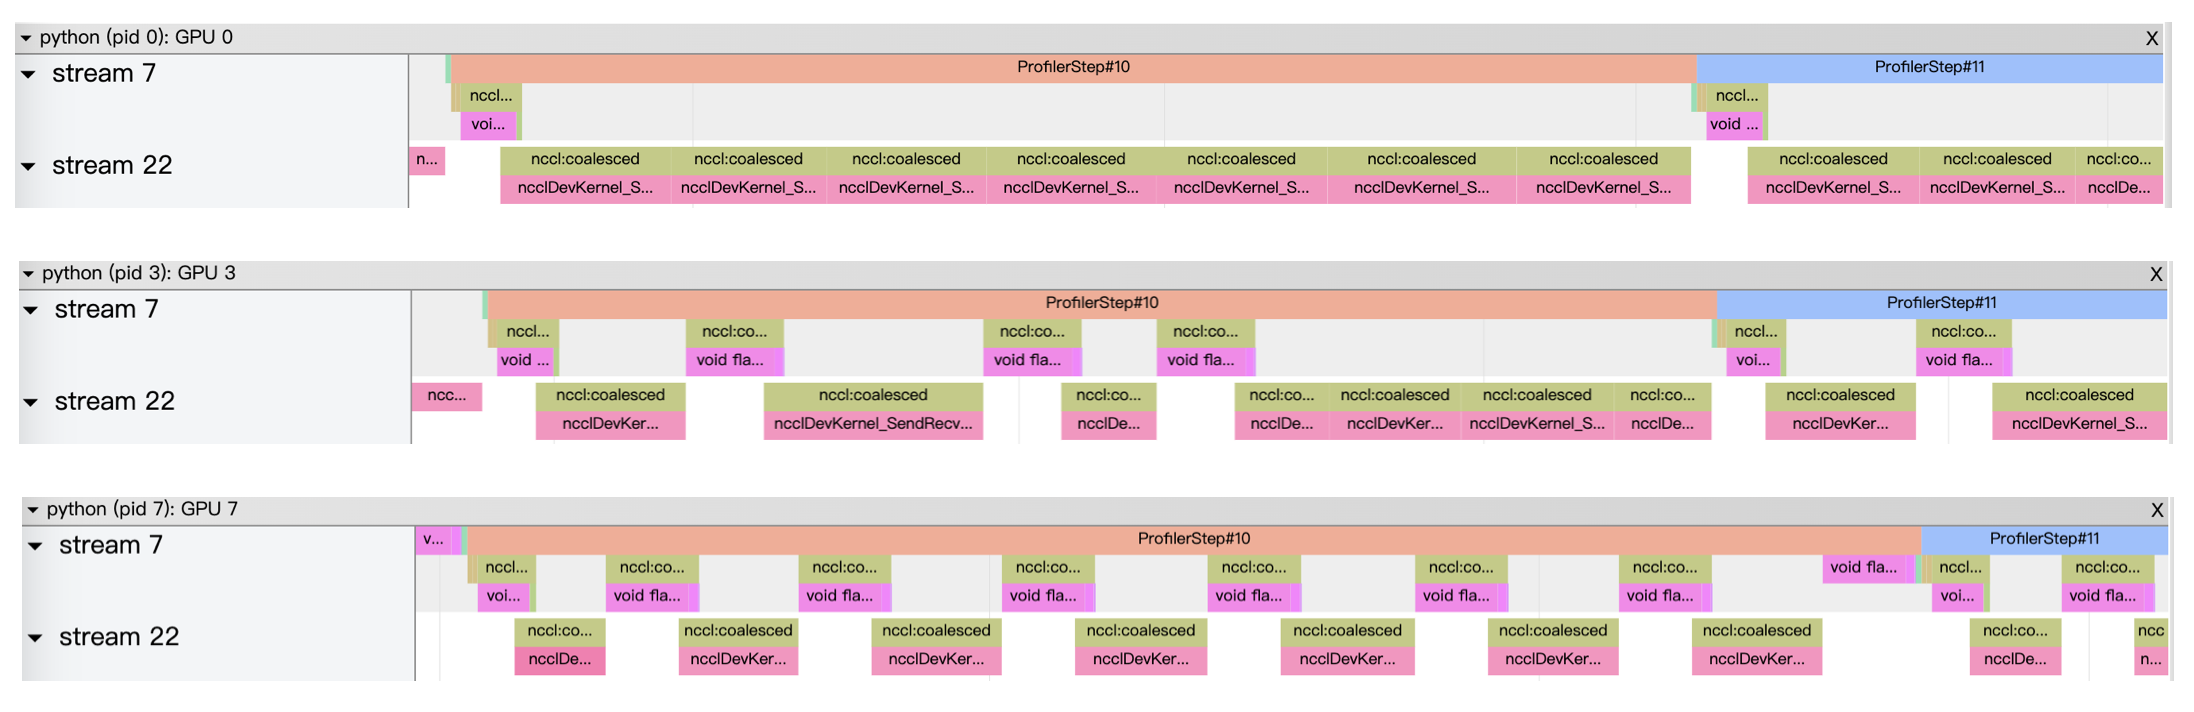 python (pid 0): GPU 0 X
stream 7 ProfilerStep#10 ProfilerStep#11
nccl... nccl...
voi... void ...
stream 22 n... nccl:coalesced nccl:coalesced nccl:coalesced nccl:coalesced nccl:coalesced nccl:coalesced nccl:coalesced nccl:coalesced nccl:coalesced nccl:co...
ncclDevKernel_S... ncclDevKernel_S... ncclDevKernel_S... ncclDevKernel_S... ncclDevKernel_S... ncclDevKernel_S... ncclDevKernel_S... ncclDevKernel_S... ncclDevKernel_S... ncclDe...
python (pid 3): GPU 3 X
stream 7 ProfilerStep#10 ProfilerStep#11
nccl... nccl:co... nccl:co... nccl:co... nccl... nccl:co...
void ... void fla... void fla... void fla... voi... void fla...
stream 22 ncc... nccl:coalesced nccl:coalesced nccl:co... nccl:co... nccl:coalesced nccl:coalesced nccl:co... nccl:coalesced nccl:coalesced
ncclDevKer... ncclDevKernel_SendRecv... ncclDe... ncclDe... ncclDevKer... ncclDevKernel_S... ncclDe... ncclDevKer... ncclDevKernel_S...
python (pid 7): GPU 7 X
stream 7 v... ProfilerStep#10 ProfilerStep#11
nccl... nccl:co... nccl:co... nccl:co... nccl:co... nccl:co... nccl:co... void fla... nccl... nccl:co...
voi... void fla... void fla... void fla... void fla... void fla... void fla... voi... void fla...
stream 22 nccl:co... nccl:coalesced nccl:coalesced nccl:coalesced nccl:coalesced nccl:coalesced nccl:coalesced nccl:co... ncc
ncclDe... ncclDevKer... ncclDevKer... ncclDevKer... ncclDevKer... ncclDevKer... ncclDevKer... ncclDe... n...